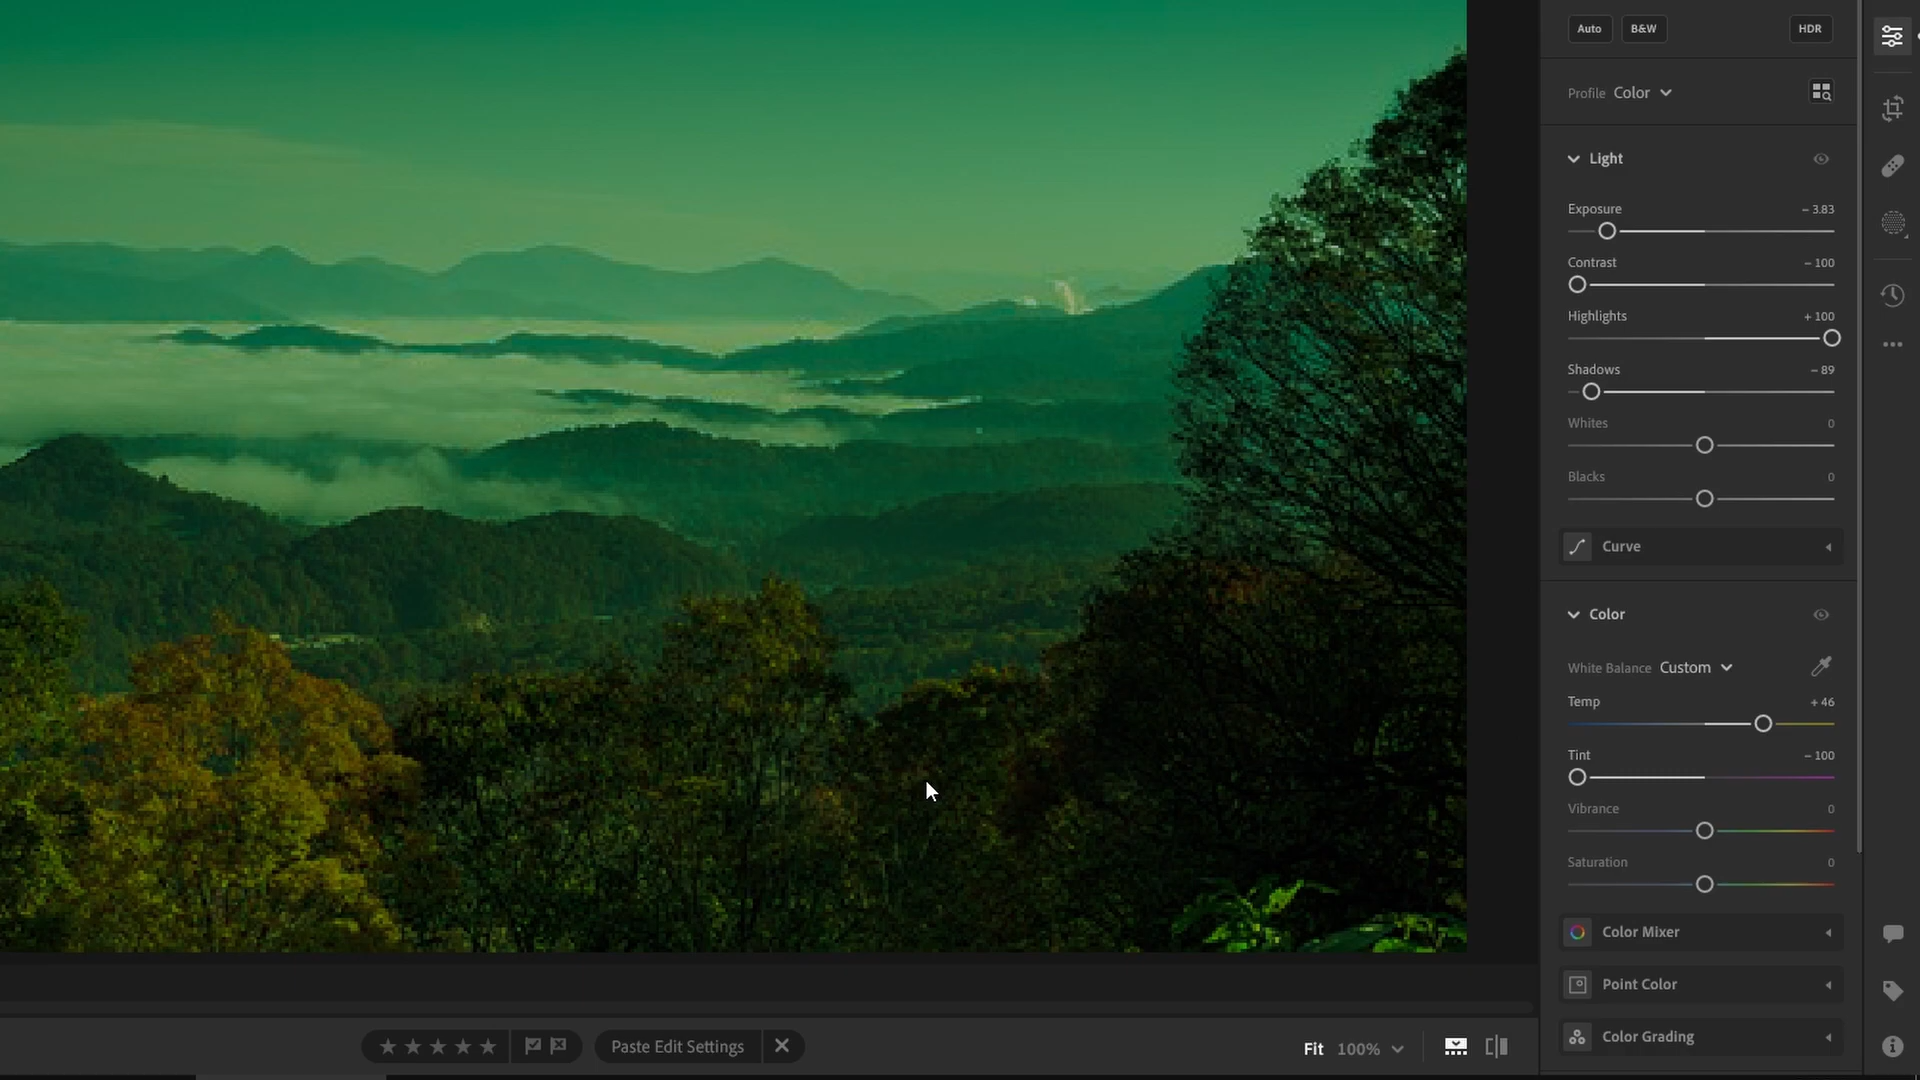 Auto B&W HDR
Profile Color
Light
Exposure − 3.83
Contrast − 100
Highlights + 100
Shadows − 89
Whites 0
Blacks 0
Curve
Color
White Balance Custom
Temp + 46
Tint − 100
Vibrance 0
Saturation 0
Color Mixer
Point Color
Color Grading
Paste Edit Settings
Fit 100%